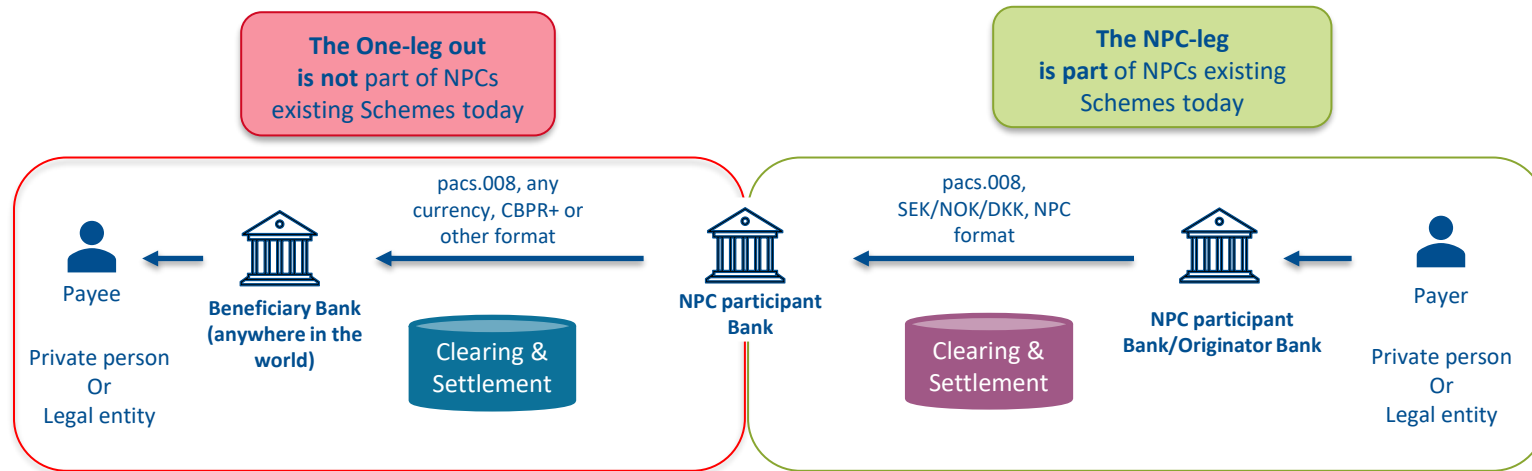 The One-leg out
is not part of NPCs
existing Schemes today
The NPC-leg
is part of NPCs existing
Schemes today
pacs.008, any
currency, CBPR+ or
other format
pacs.008,
SEK/NOK/DKK, NPC
format
Payee
Beneficiary Bank
(anywhere in the
world)
NPC participant
Bank
NPC participant
Bank/Originator Bank
Payer
Private person
Or
Legal entity
Clearing &
Settlement
Clearing &
Settlement
Private person
Or
Legal entity